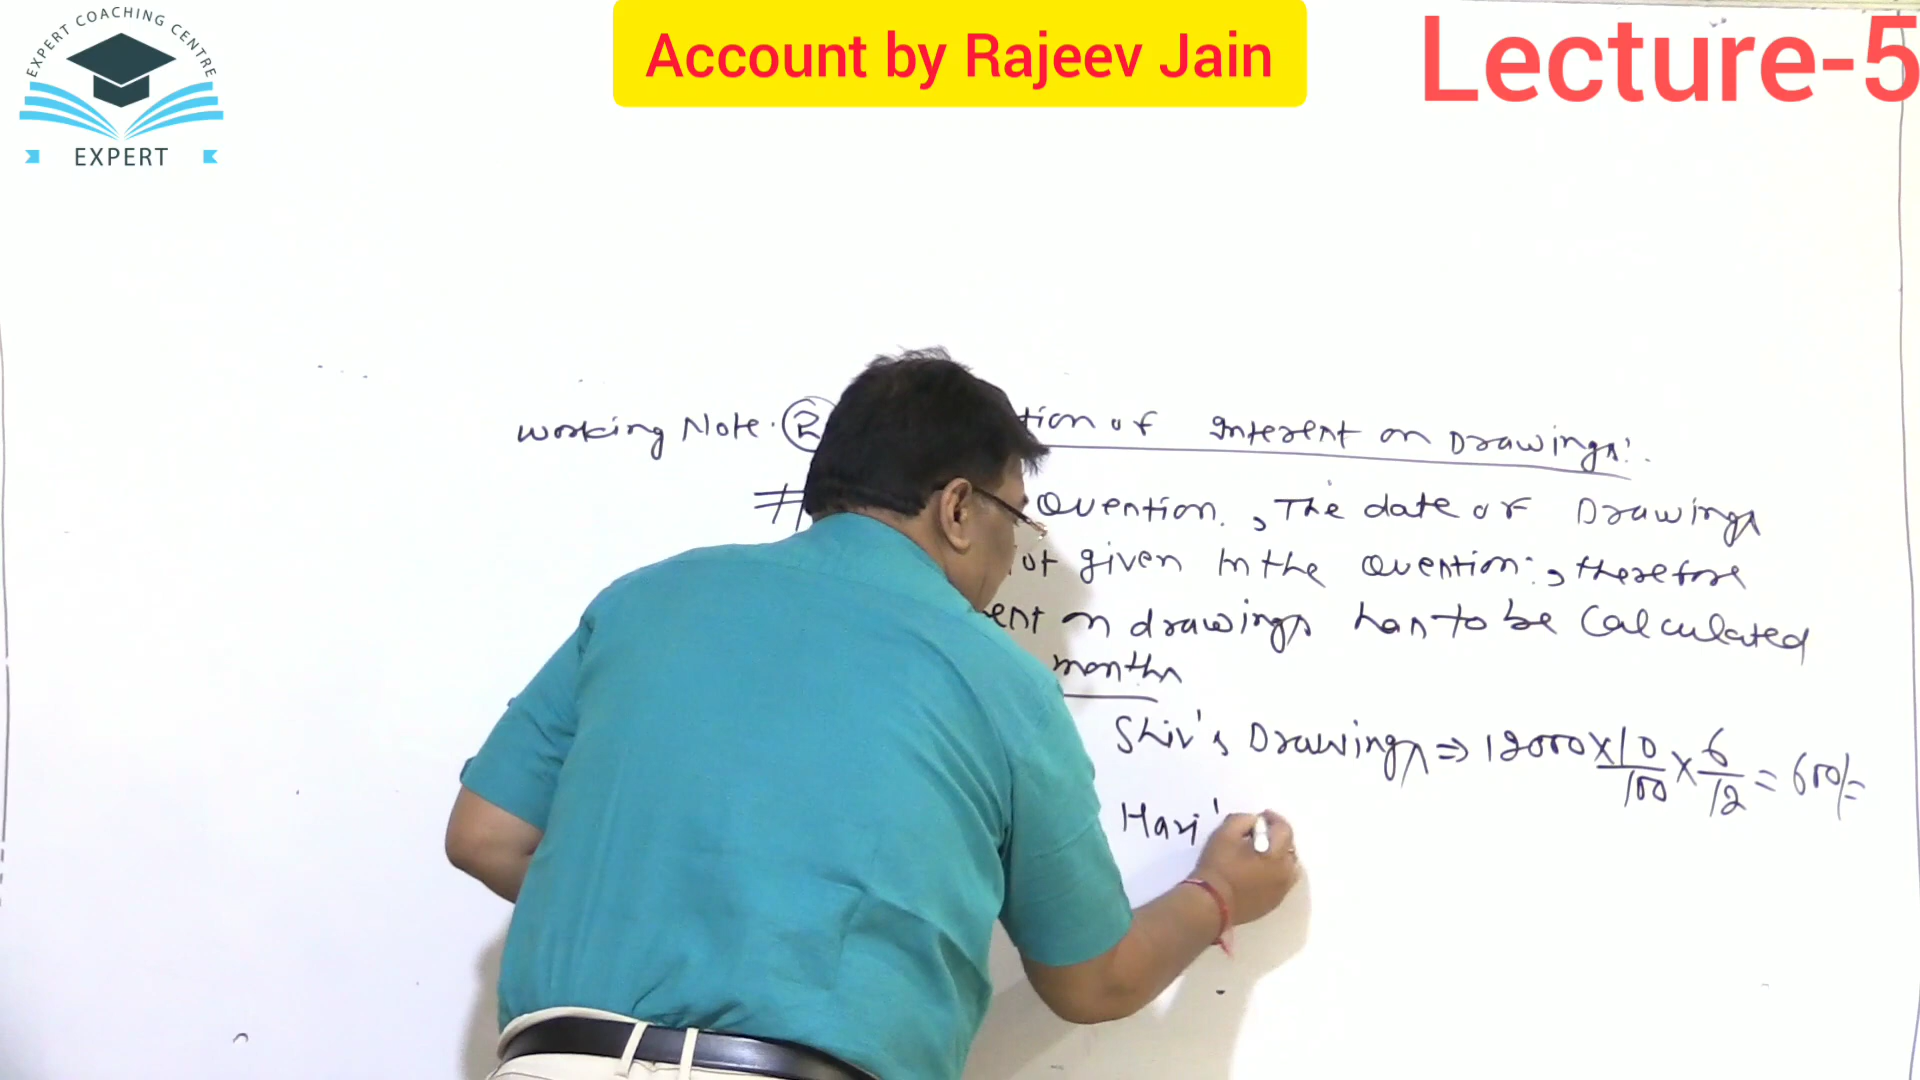 EXPERT COACHING CENTRE
EXPERT
Account by Rajeev Jain
Lecture-5
Working Note. 2 tion of Interest on Drawings:.
# Question, The date of Drawings
ot given in the Question, therefore
on drawings has to be Calculated
months
Shiv's Drawings ⇒ 12000 × 10/100 × 6/12 = 600/=
Hari'